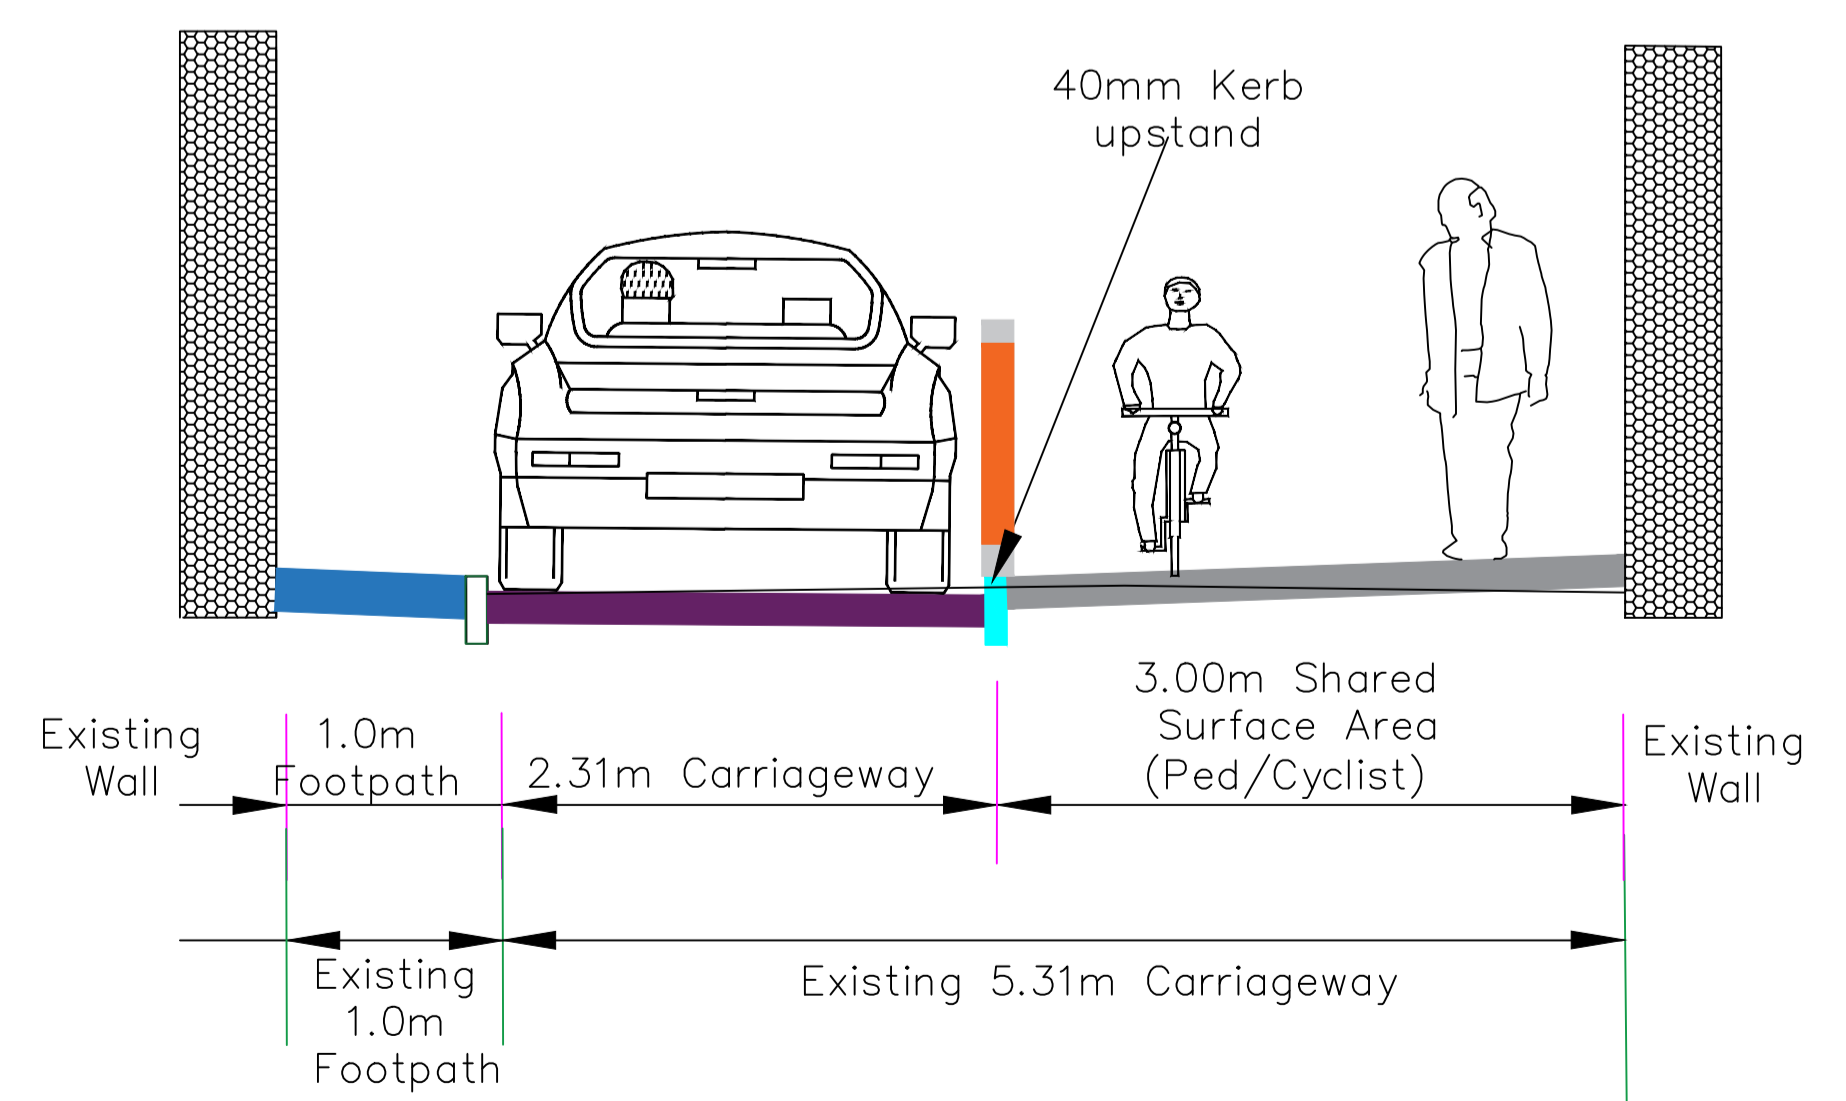 40mm Kerb
upstand
Existing
Wall
1.0m
Footpath
2.31m Carriageway
3.00m Shared
Surface Area
(Ped/Cyclist)
Existing
Wall
Existing
1.0m
Footpath
Existing 5.31m Carriageway